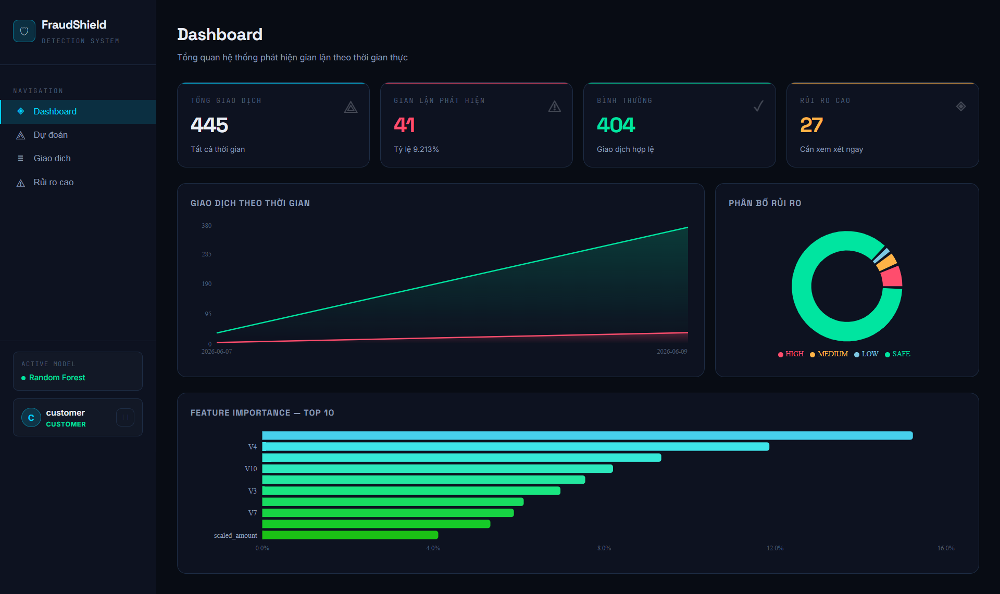 FraudShield
DETECTION SYSTEM
NAVIGATION
Dashboard
Dự đoán
Giao dịch
Rủi ro cao
ACTIVE MODEL
Random Forest
C
customer
CUSTOMER
Dashboard
Tổng quan hệ thống phát hiện gian lận theo thời gian thực
TỔNG GIAO DỊCH
445
Tất cả thời gian
GIAN LẬN PHÁT HIỆN
41
Tỷ lệ 9.213%
BÌNH THƯỜNG
404
Giao dịch hợp lệ
RỦI RO CAO
27
Cần xem xét ngay
GIAO DỊCH THEO THỜI GIAN
380
285
190
95
0
2026-06-07
2026-06-09
PHÂN BỐ RỦI RO
HIGH MEDIUM LOW SAFE
FEATURE IMPORTANCE — TOP 10
V4
V10
V3
V7
scaled_amount
0.0% 4.0% 8.0% 12.0% 16.0%